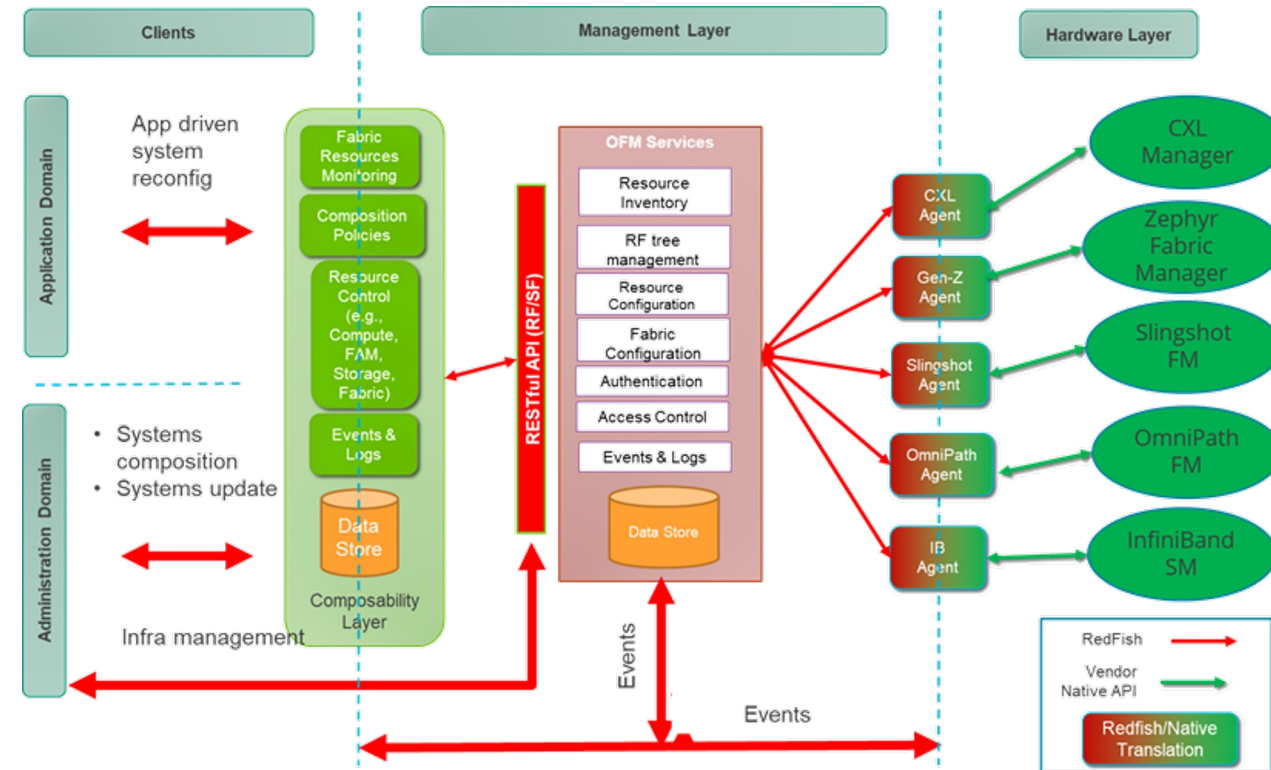 Clients
Management Layer
Hardware Layer
Application Domain
App driven
system
reconfig
Administration Domain
• Systems
composition
• Systems update
Infra management
Fabric
Resources
Monitoring
Composition
Policies
Resource
Control
(e.g.,
Compute,
FAM,
Storage,
Fabric)
Events &
Logs
Data
Store
Composability
Layer
RESTful API (RF/SF)
OFM Services
Resource
Inventory
RF tree
management
Resource
Configuration
Fabric
Configuration
Authentication
Access Control
Events & Logs
Data Store
Events
Events
CXL
Agent
Gen-Z
Agent
Slingshot
Agent
OmniPath
Agent
IB
Agent
CXL
Manager
Zephyr
Fabric
Manager
Slingshot
FM
OmniPath
FM
InfiniBand
SM
RedFish
Vendor
Native API
Redfish/Native
Translation